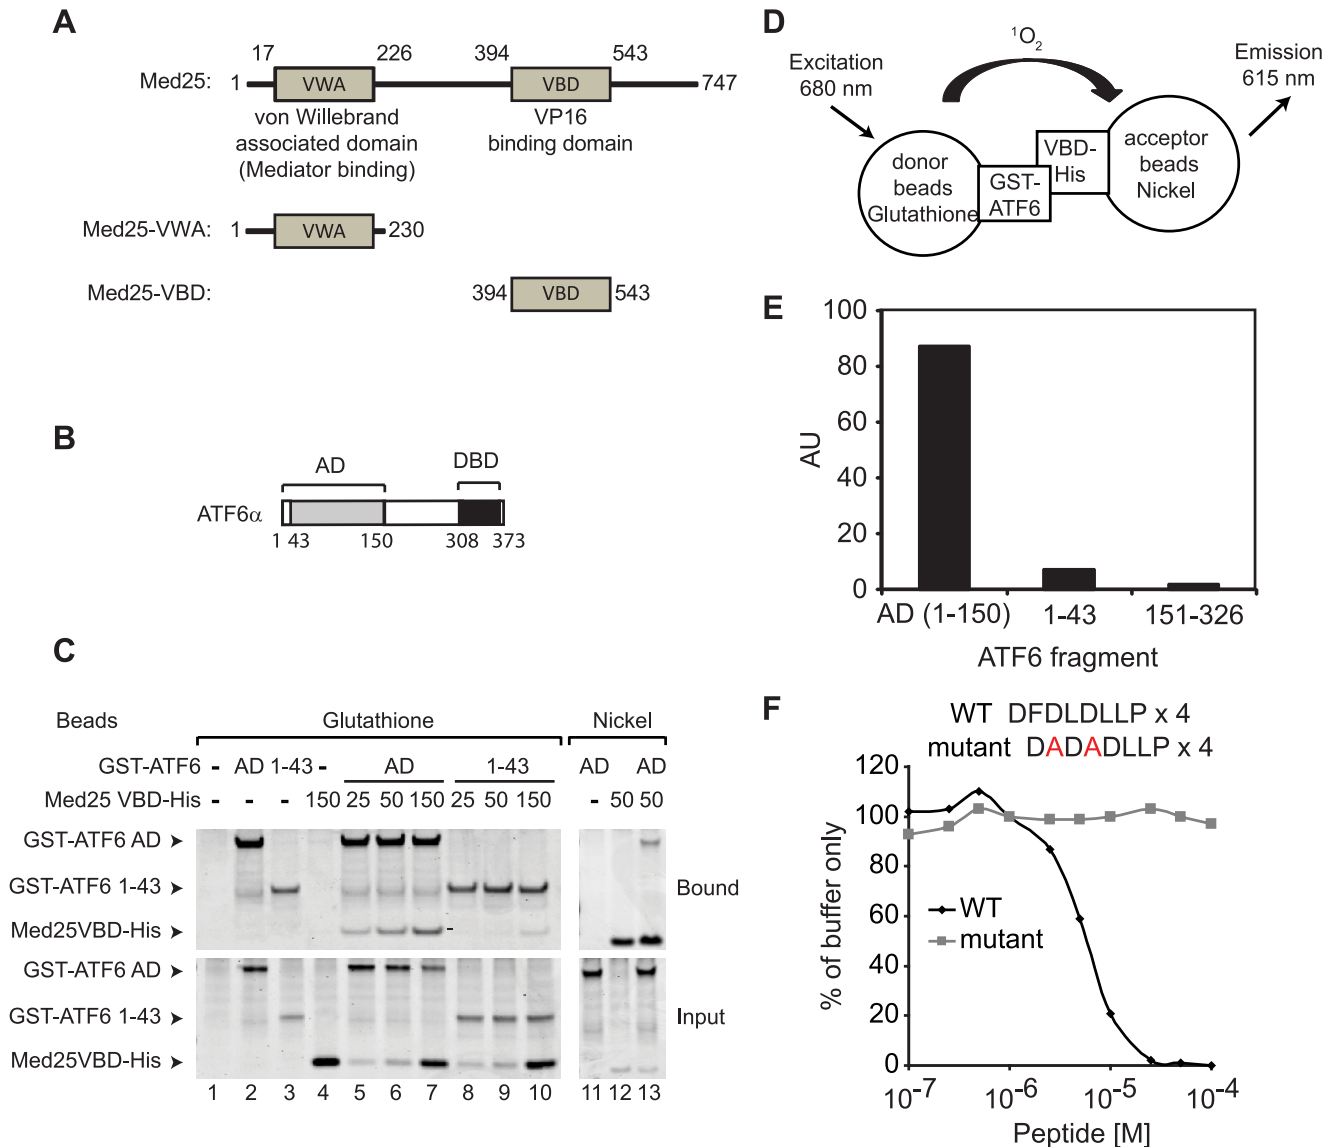 A
17 226 394 543
Med25: 1 VWA VBD 747
von Willebrand
associated domain
(Mediator binding)
VP16
binding domain
Med25-VWA: 1 VWA 230
Med25-VBD: 394 VBD 543
B
AD DBD
ATF6α
1 43 150 308 373
C
Beads Glutathione Nickel
GST-ATF6 - AD 1-43 - AD 1-43 AD AD
Med25 VBD-His - - - 150 25 50 150 25 50 150 - 50 50
GST-ATF6 AD
GST-ATF6 1-43
Med25VBD-His
Bound
GST-ATF6 AD
GST-ATF6 1-43
Med25VBD-His
Input
1 2 3 4 5 6 7 8 9 10 11 12 13
D
¹O₂
Excitation
680 nm
Emission
615 nm
donor
beads
Glutathione
GST-
ATF6
VBD-
His
acceptor
beads
Nickel
E
100
80
60
40
20
0
AU
AD (1-150) 1-43 151-326
ATF6 fragment
F
WT DFDLDLLP x 4
mutant DADADLLP x 4
120
100
80
60
40
20
0
% of buffer only
WT
mutant
10⁻⁷ 10⁻⁶ 10⁻⁵ 10⁻⁴
Peptide [M]